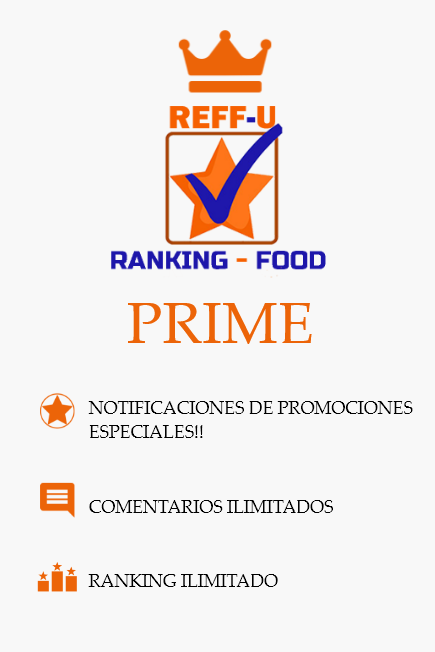 REFF-U
RANKING - FOOD
PRIME
NOTIFICACIONES DE PROMOCIONES
ESPECIALES!!
COMENTARIOS ILIMITADOS
RANKING ILIMITADO